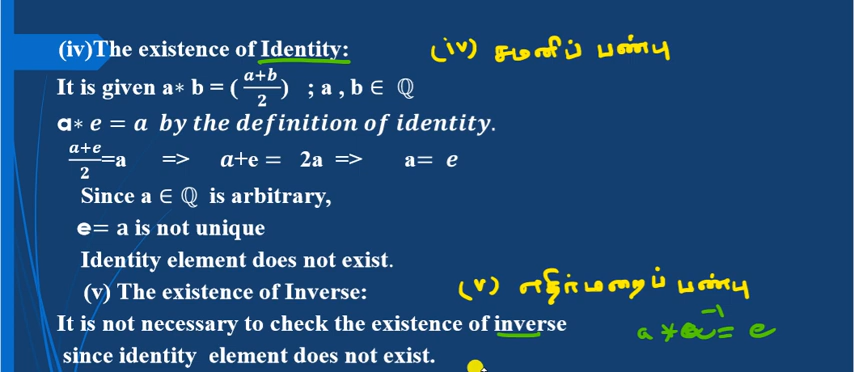 (iv)The existence of Identity: (iv) சமனிப் பண்பு
It is given a∗ b = (a+b/2) ; a , b ∈ ℚ
a∗ e = a by the definition of identity.
a+e/2 =a => a+e = 2a => a= e
Since a ∈ ℚ is arbitrary,
e= a is not unique
Identity element does not exist.
(v) The existence of Inverse: (v) எதிர்மறைப் பண்பு
It is not necessary to check the existence of inverse a * a⁻¹ = e
since identity element does not exist.